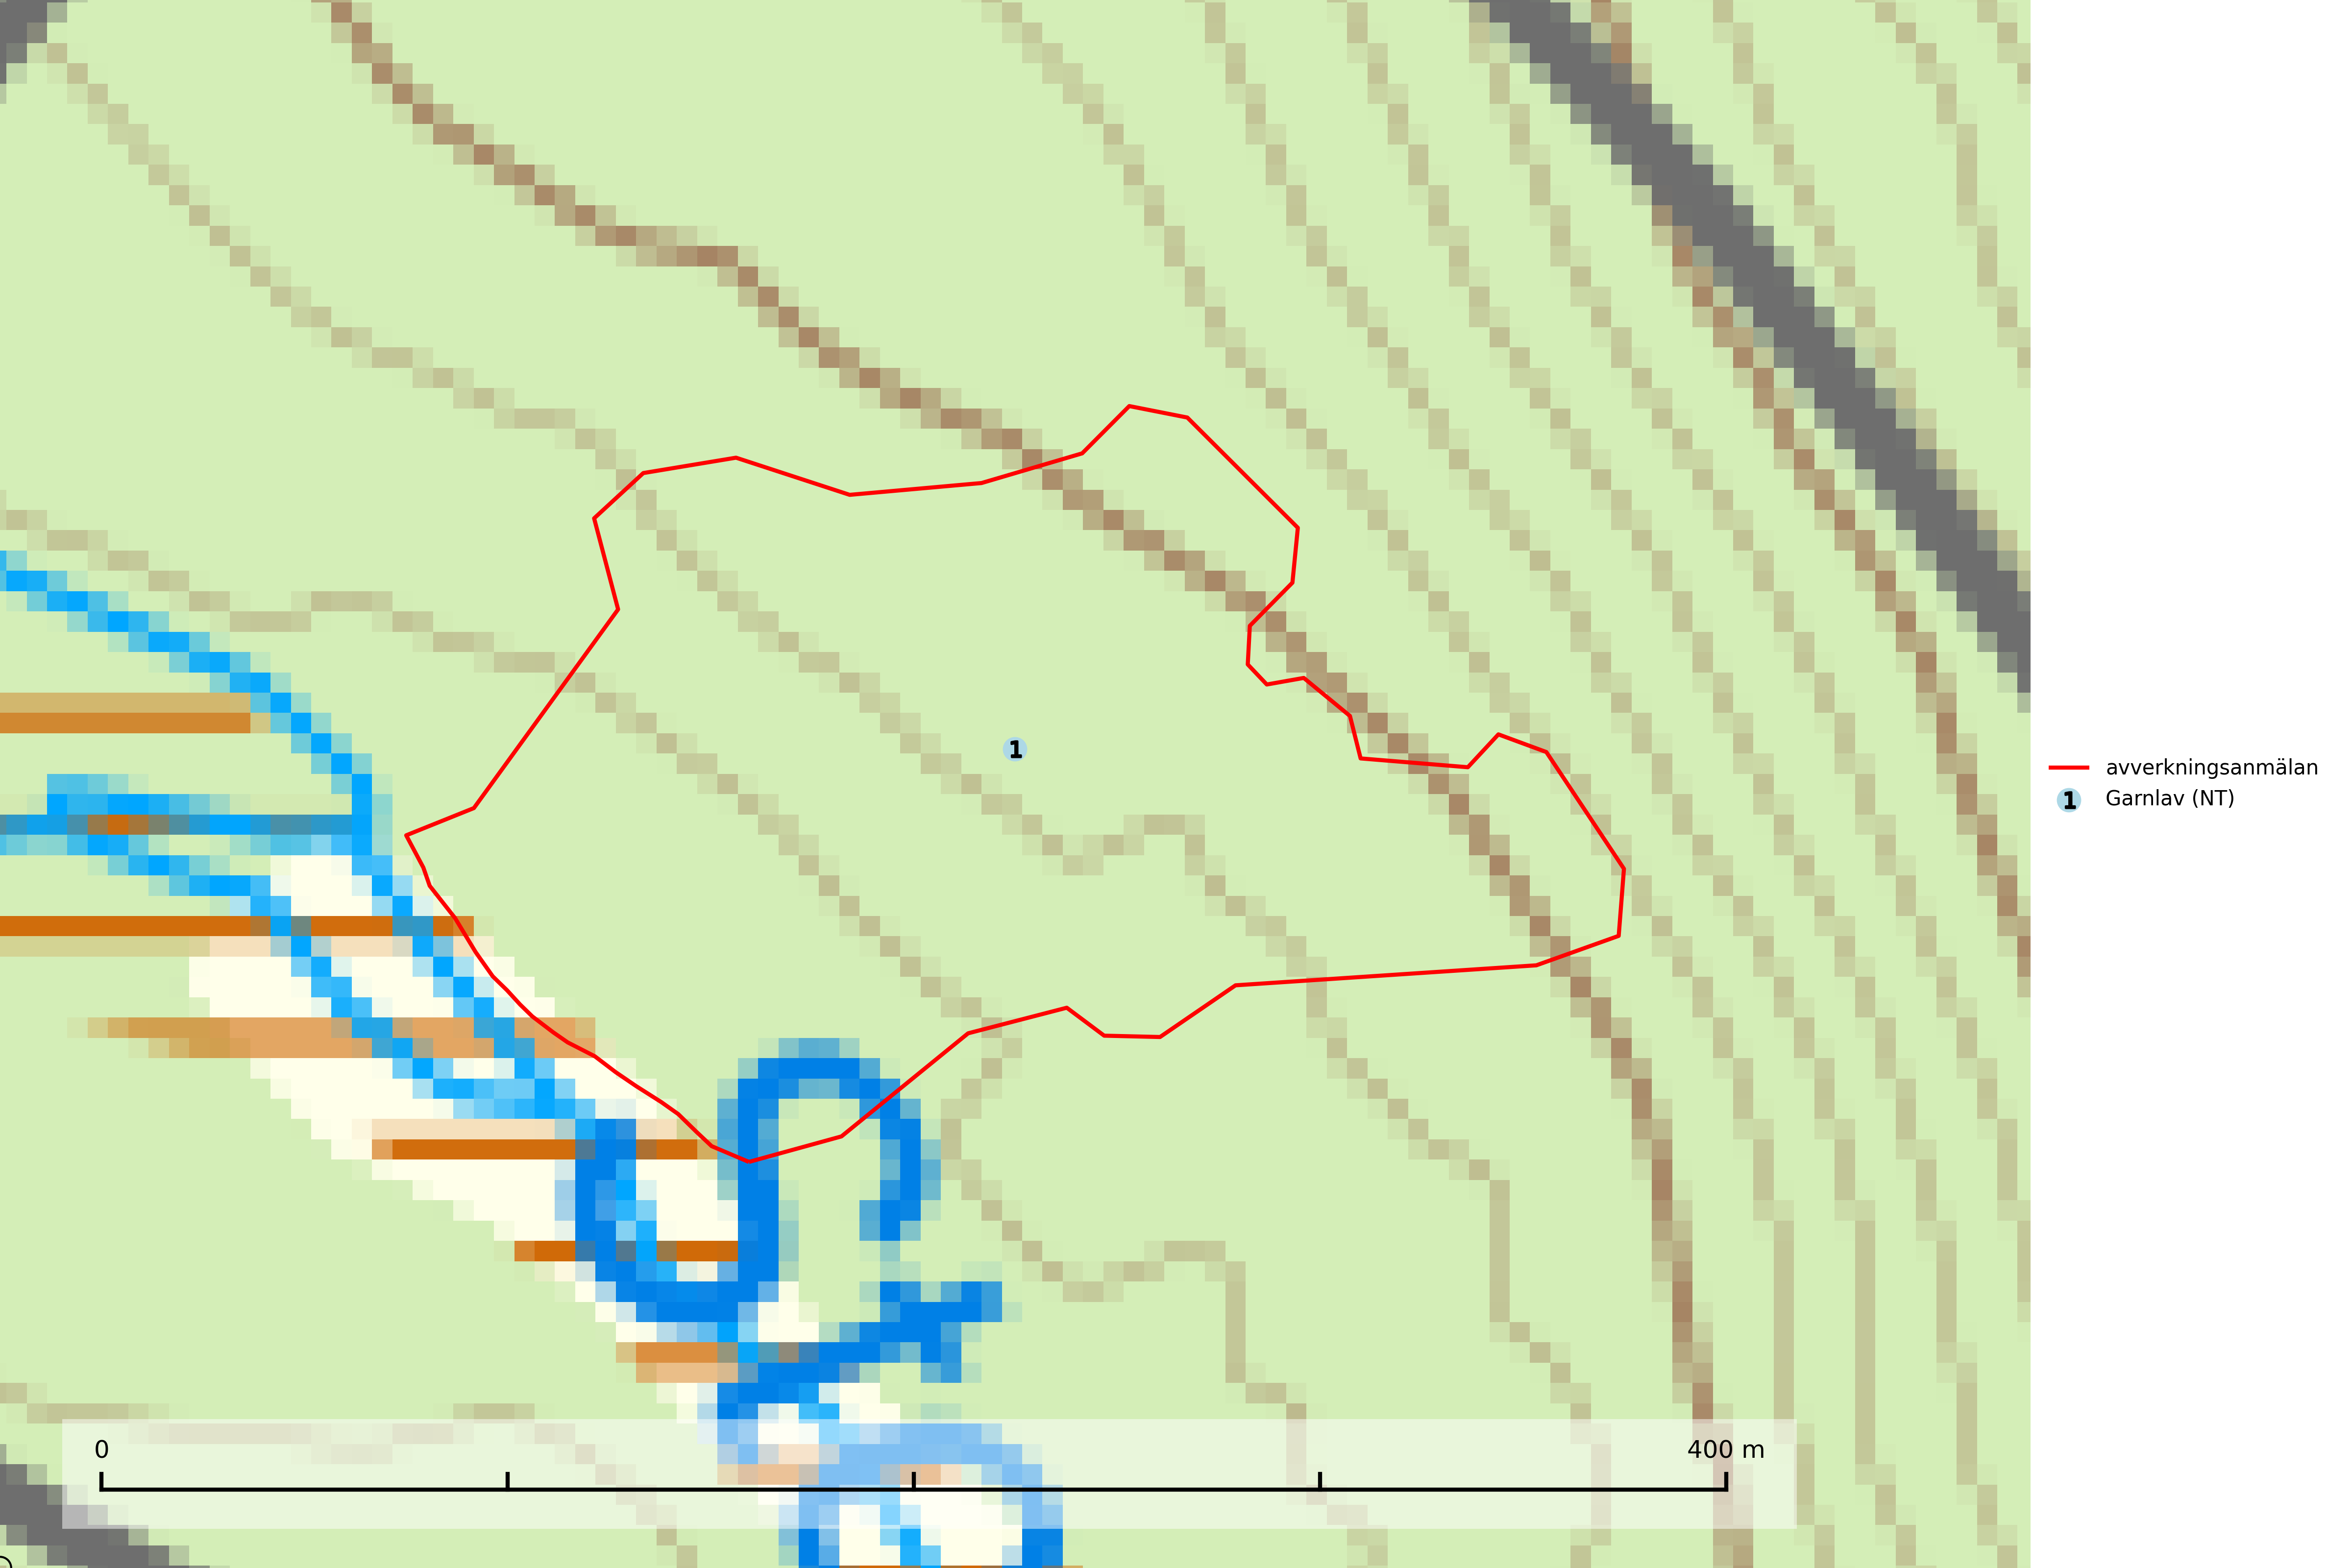 1
avverkningsanmälan
1 Garnlav (NT)
0 400 m